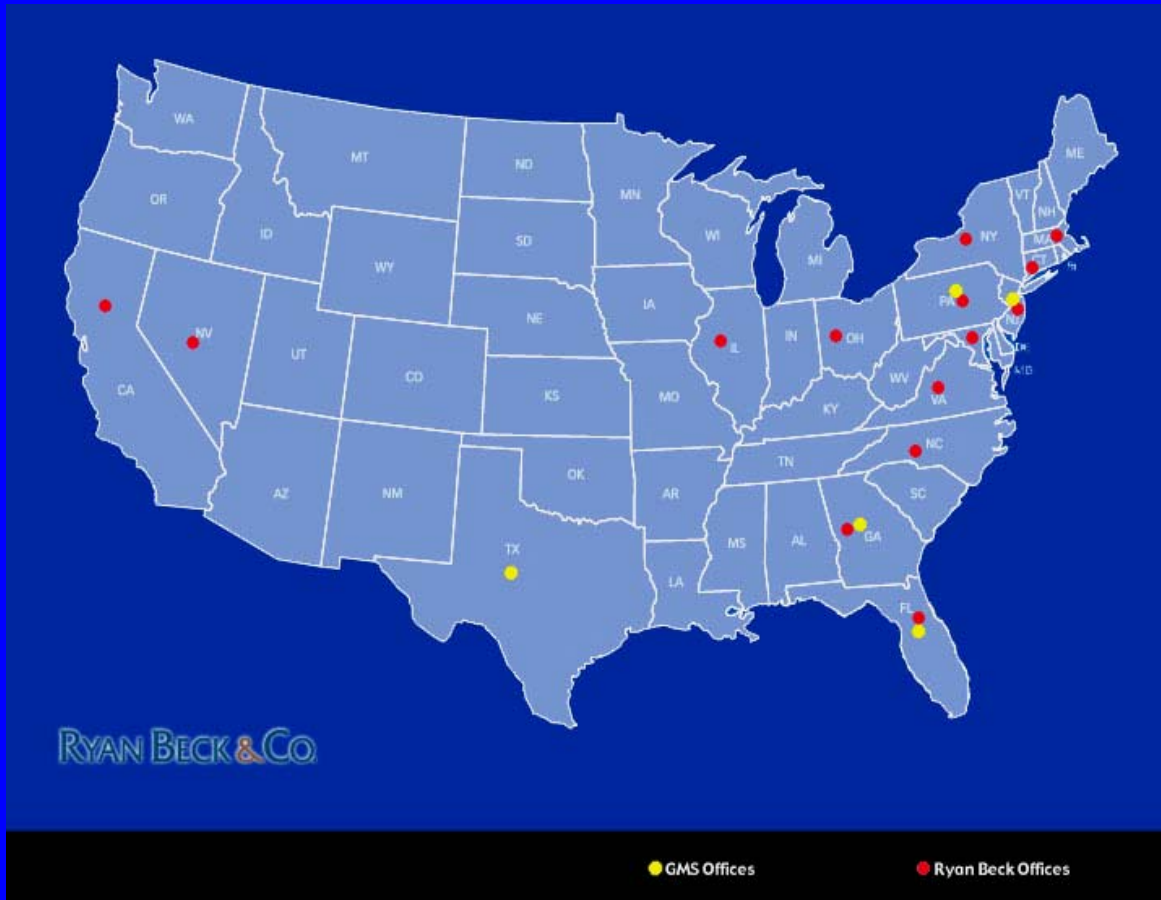 WA
MT
ND
MN
ME
OR
ID
SD
WI
VT
NH
NY
MA
MI
WY
CT
IA
NE
PA
NJ
NV
UT
IL
IN
OH
CO
CA
KS
MO
WV
VA
KY
NC
TN
OK
AZ
NM
AR
SC
MS
AL
GA
TX
LA
FL
RYAN BECK & CO.
GMS Offices
Ryan Beck Offices